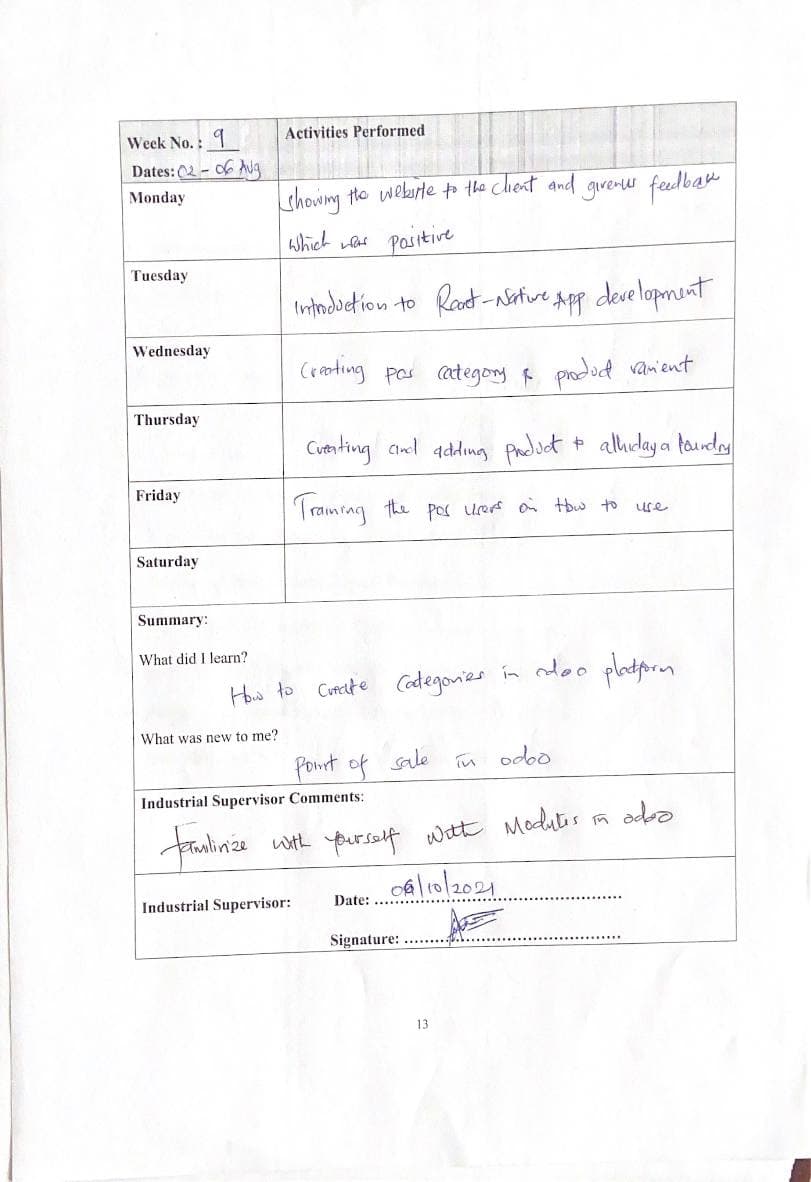 Week No. : 9
Activities Performed
Dates: 02 - 06 Aug
Monday
Showing the website to the client and givenus feedback
which was positive
Tuesday
Introduction to React-Native App development
Wednesday
Creating pos category & product varient
Thursday
Creating and adding product to alhidaya laundry
Friday
Training the pos users on How to use
Saturday
Summary:
What did I learn?
How to Create Categories in odoo platform
What was new to me?
Point of sale in odoo
Industrial Supervisor Comments:
familirize with yourself with Modules in odoo
Industrial Supervisor:
Date: 06/10/2021
Signature:
13